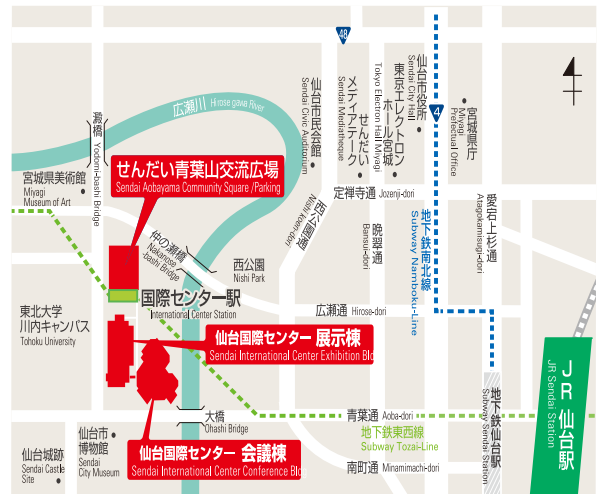 48
4
広瀬川 Hirose gawa River
澱橋
Yodomi-bashi Bridge
仙台市民会館
Sendai Civic Auditorium
せんだい
メディアテーク
Sendai Mediatheque
東京エレクトロン
ホール宮城
Tokyo Electron Hall Miyagi
仙台市役所
Sendai City Hall
宮城県庁
Miyagi
Prefectual Office
せんだい青葉山交流広場
Sendai Aobayama Community Square /Parking
宮城県美術館
Miyagi
Museum of Art
定禅寺通 Jozenji-dori
西公園通
Nishi koen-dori
晩翠通
Bansui-dori
地下鉄南北線
Subway Namboku-Line
愛宕上杉通
Atagokamisugi-dori
仲の瀬橋
Nakanose
-bashi Bridge
西公園
Nishi Park
国際センター駅
International Center Station
広瀬通 Hirose-dori
東北大学
川内キャンパス
Tohoku University
仙台国際センター 展示棟
Sendai International Center Exhibition Bld
JR 仙台駅
JR Sendai Station
地下鉄仙台駅
Subway Sendai Station
大橋
Ohashi Bridge
青葉通 Aoba-dori
地下鉄東西線
Subway Tozai-Line
仙台国際センター 会議棟
Sendai International Center Conference Bld
南町通 Minamimachi-dori
仙台市
博物館
Sendai
City Museum
仙台城跡
Sendai Castle
Site